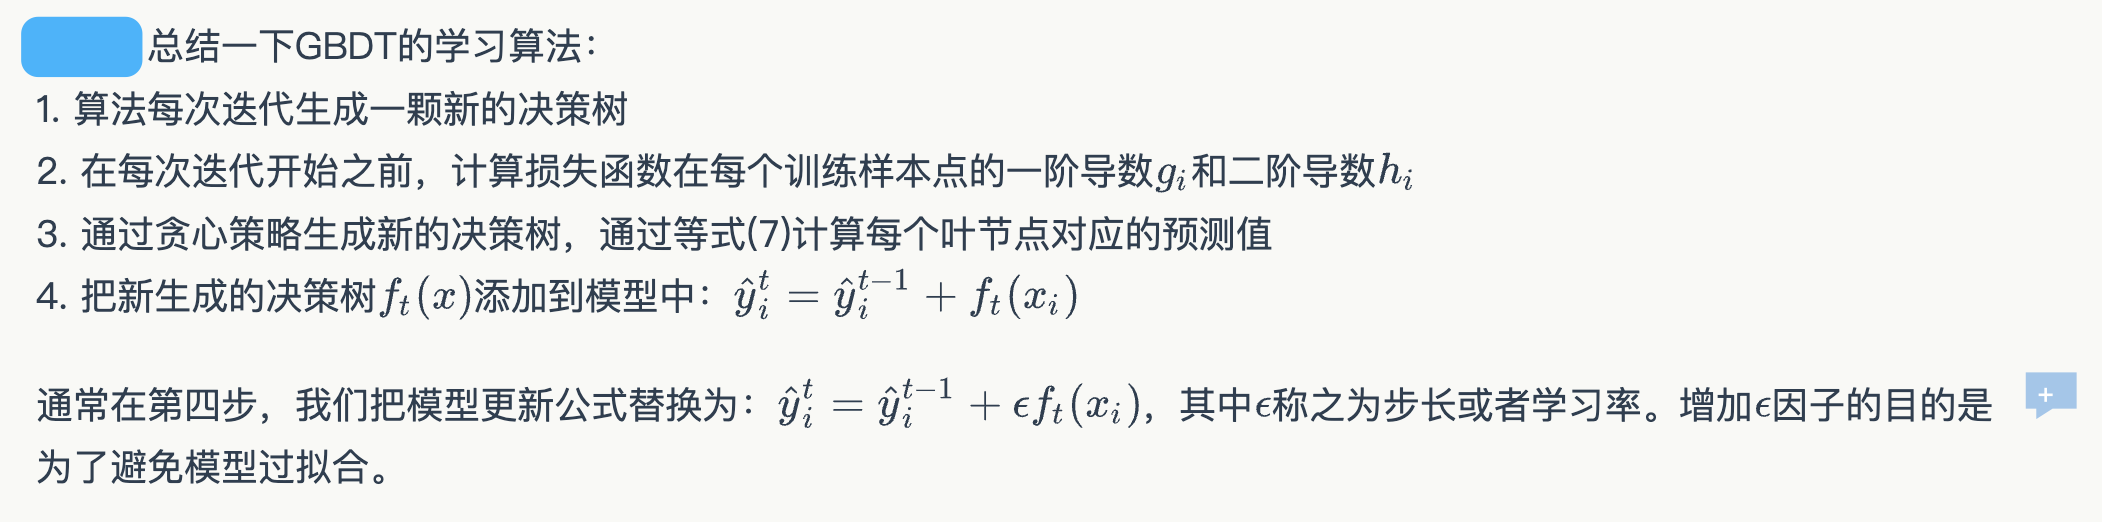 总结一下GBDT的学习算法：
1. 算法每次迭代生成一颗新的决策树
2. 在每次迭代开始之前，计算损失函数在每个训练样本点的一阶导数$g_i$和二阶导数$h_i$
3. 通过贪心策略生成新的决策树，通过等式(7)计算每个叶节点对应的预测值
4. 把新生成的决策树$f_t(x)$添加到模型中：$\hat{y}_i^t = \hat{y}_i^{t-1} + f_t(x_i)$
通常在第四步，我们把模型更新公式替换为：$\hat{y}_i^t = \hat{y}_i^{t-1} + \epsilon f_t(x_i)$，其中$\epsilon$称之为步长或者学习率。增加$\epsilon$因子的目的是
为了避免模型过拟合。